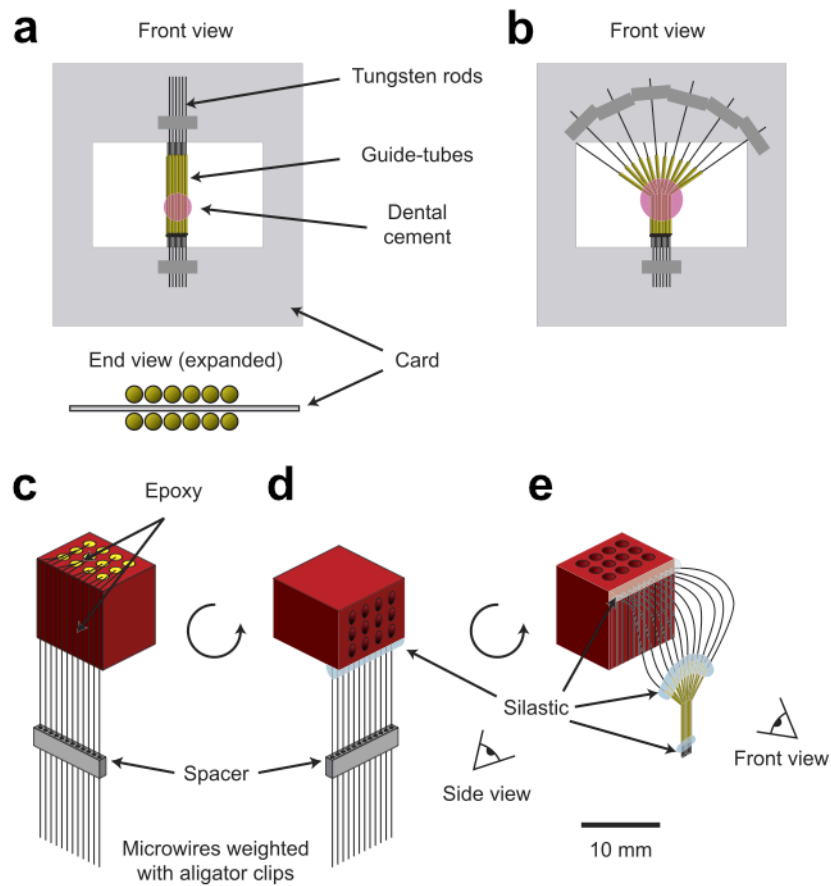 a
Front view
b
Front view
Tungsten rods
Guide-tubes
Dental
cement
End view (expanded)
Card
c
Epoxy
d
e
Silastic
Spacer
Side view
Front view
Microwires weighted
with aligator clips
10 mm